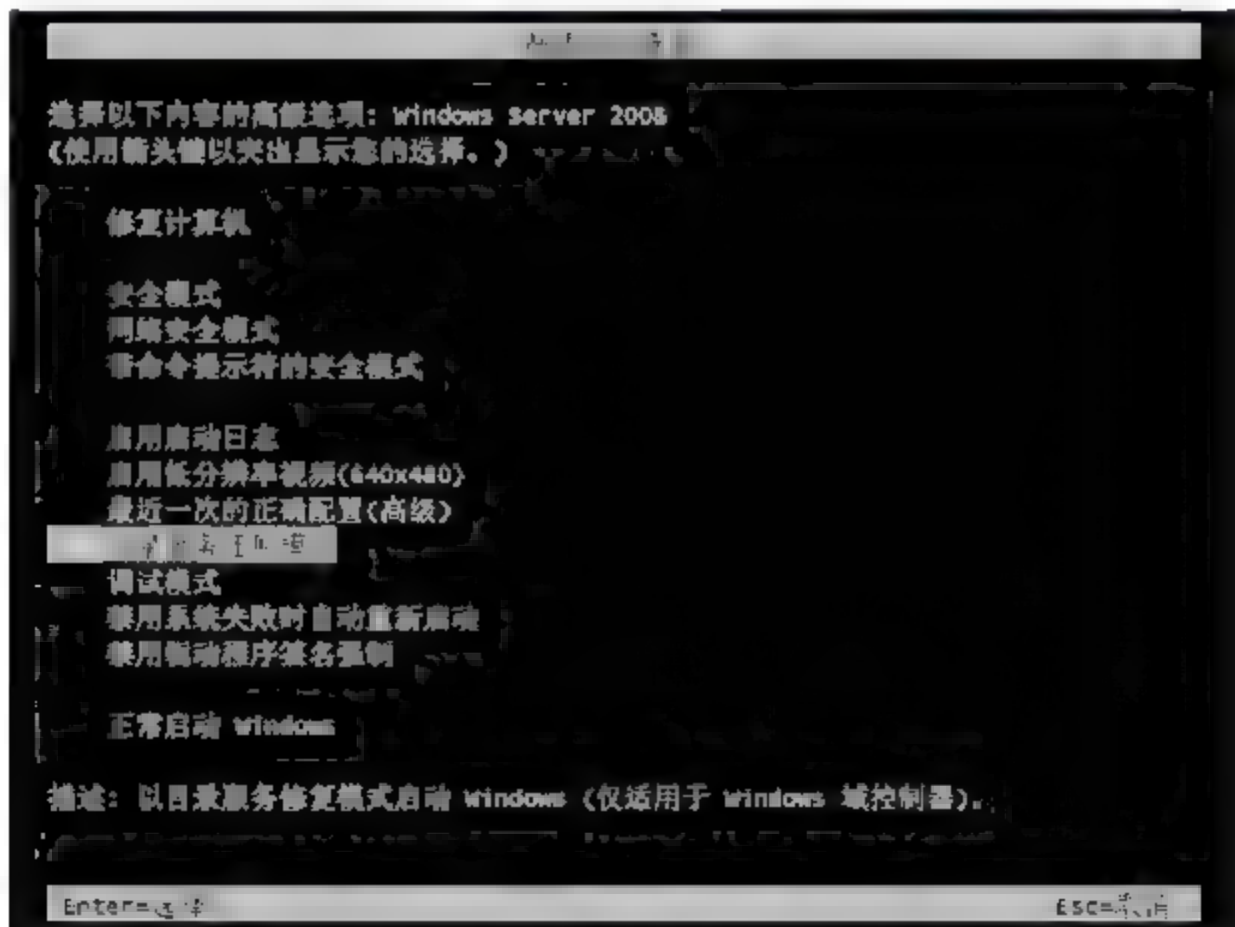 选择以下内容的高级选项: Windows Server 2008
(使用箭头键以突出显示您的选择。)
修复计算机
安全模式
网络安全模式
带命令提示符的安全模式
启用启动日志
启用低分辨率视频(640x480)
最近一次的正确配置(高级)
调试模式
禁用系统失败时自动重新启动
禁用驱动程序签名强制
正常启动 Windows
描述: 以目录服务修复模式启动 Windows (仅适用于 Windows 域控制器)。
Enter=选择
ESC=